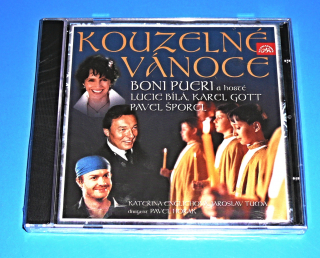 KOUZELNÉ
VÁNOCE
BONI PUERI a hosté
LUCIE BÍLÁ, KAREL GOTT
PAVEL ŠPORCL
KATEŘINA ENGLICHOVÁ, JAROSLAV TŮMA
dirigent PAVEL HORÁK